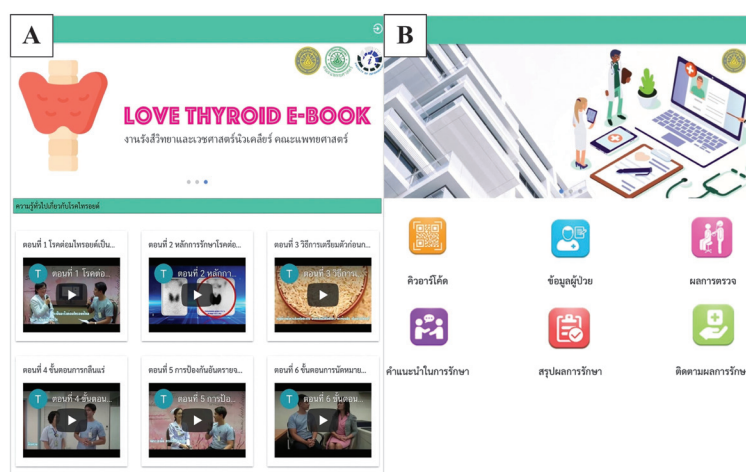 A
LOVE THYROID E-BOOK
งานรังสีวิทยาและเวชศาสตร์นิวเคลียร์ คณะแพทยศาสตร์
ความรู้ทั่วไปเกี่ยวกับโรคไทรอยด์
ตอนที่ 1 โรคต่อมไทรอยด์เป็น...
ตอนที่ 2 หลักการรักษาโรคต่อ...
ตอนที่ 3 วิธีการเตรียมตัวก่อนก...
T ตอนที่ 1 โรคต่อ...
T ตอนที่ 2 หลักกา...
T ตอนที่ 3 วิธีการ...
ตอนที่ 4 ขั้นตอนการกลืนแร่
ตอนที่ 5 การป้องกันอันตรายจ...
ตอนที่ 6 ขั้นตอนการนัดหมาย...
T ตอนที่ 4 ขั้นตอน...
T ตอนที่ 5 การป้อ...
T ตอนที่ 6 ขั้นตอน...
B
คิวอาร์โค้ด
ข้อมูลผู้ป่วย
ผลการตรวจ
คำแนะนำในการรักษา
สรุปผลการรักษา
ติดตามผลการรักษ